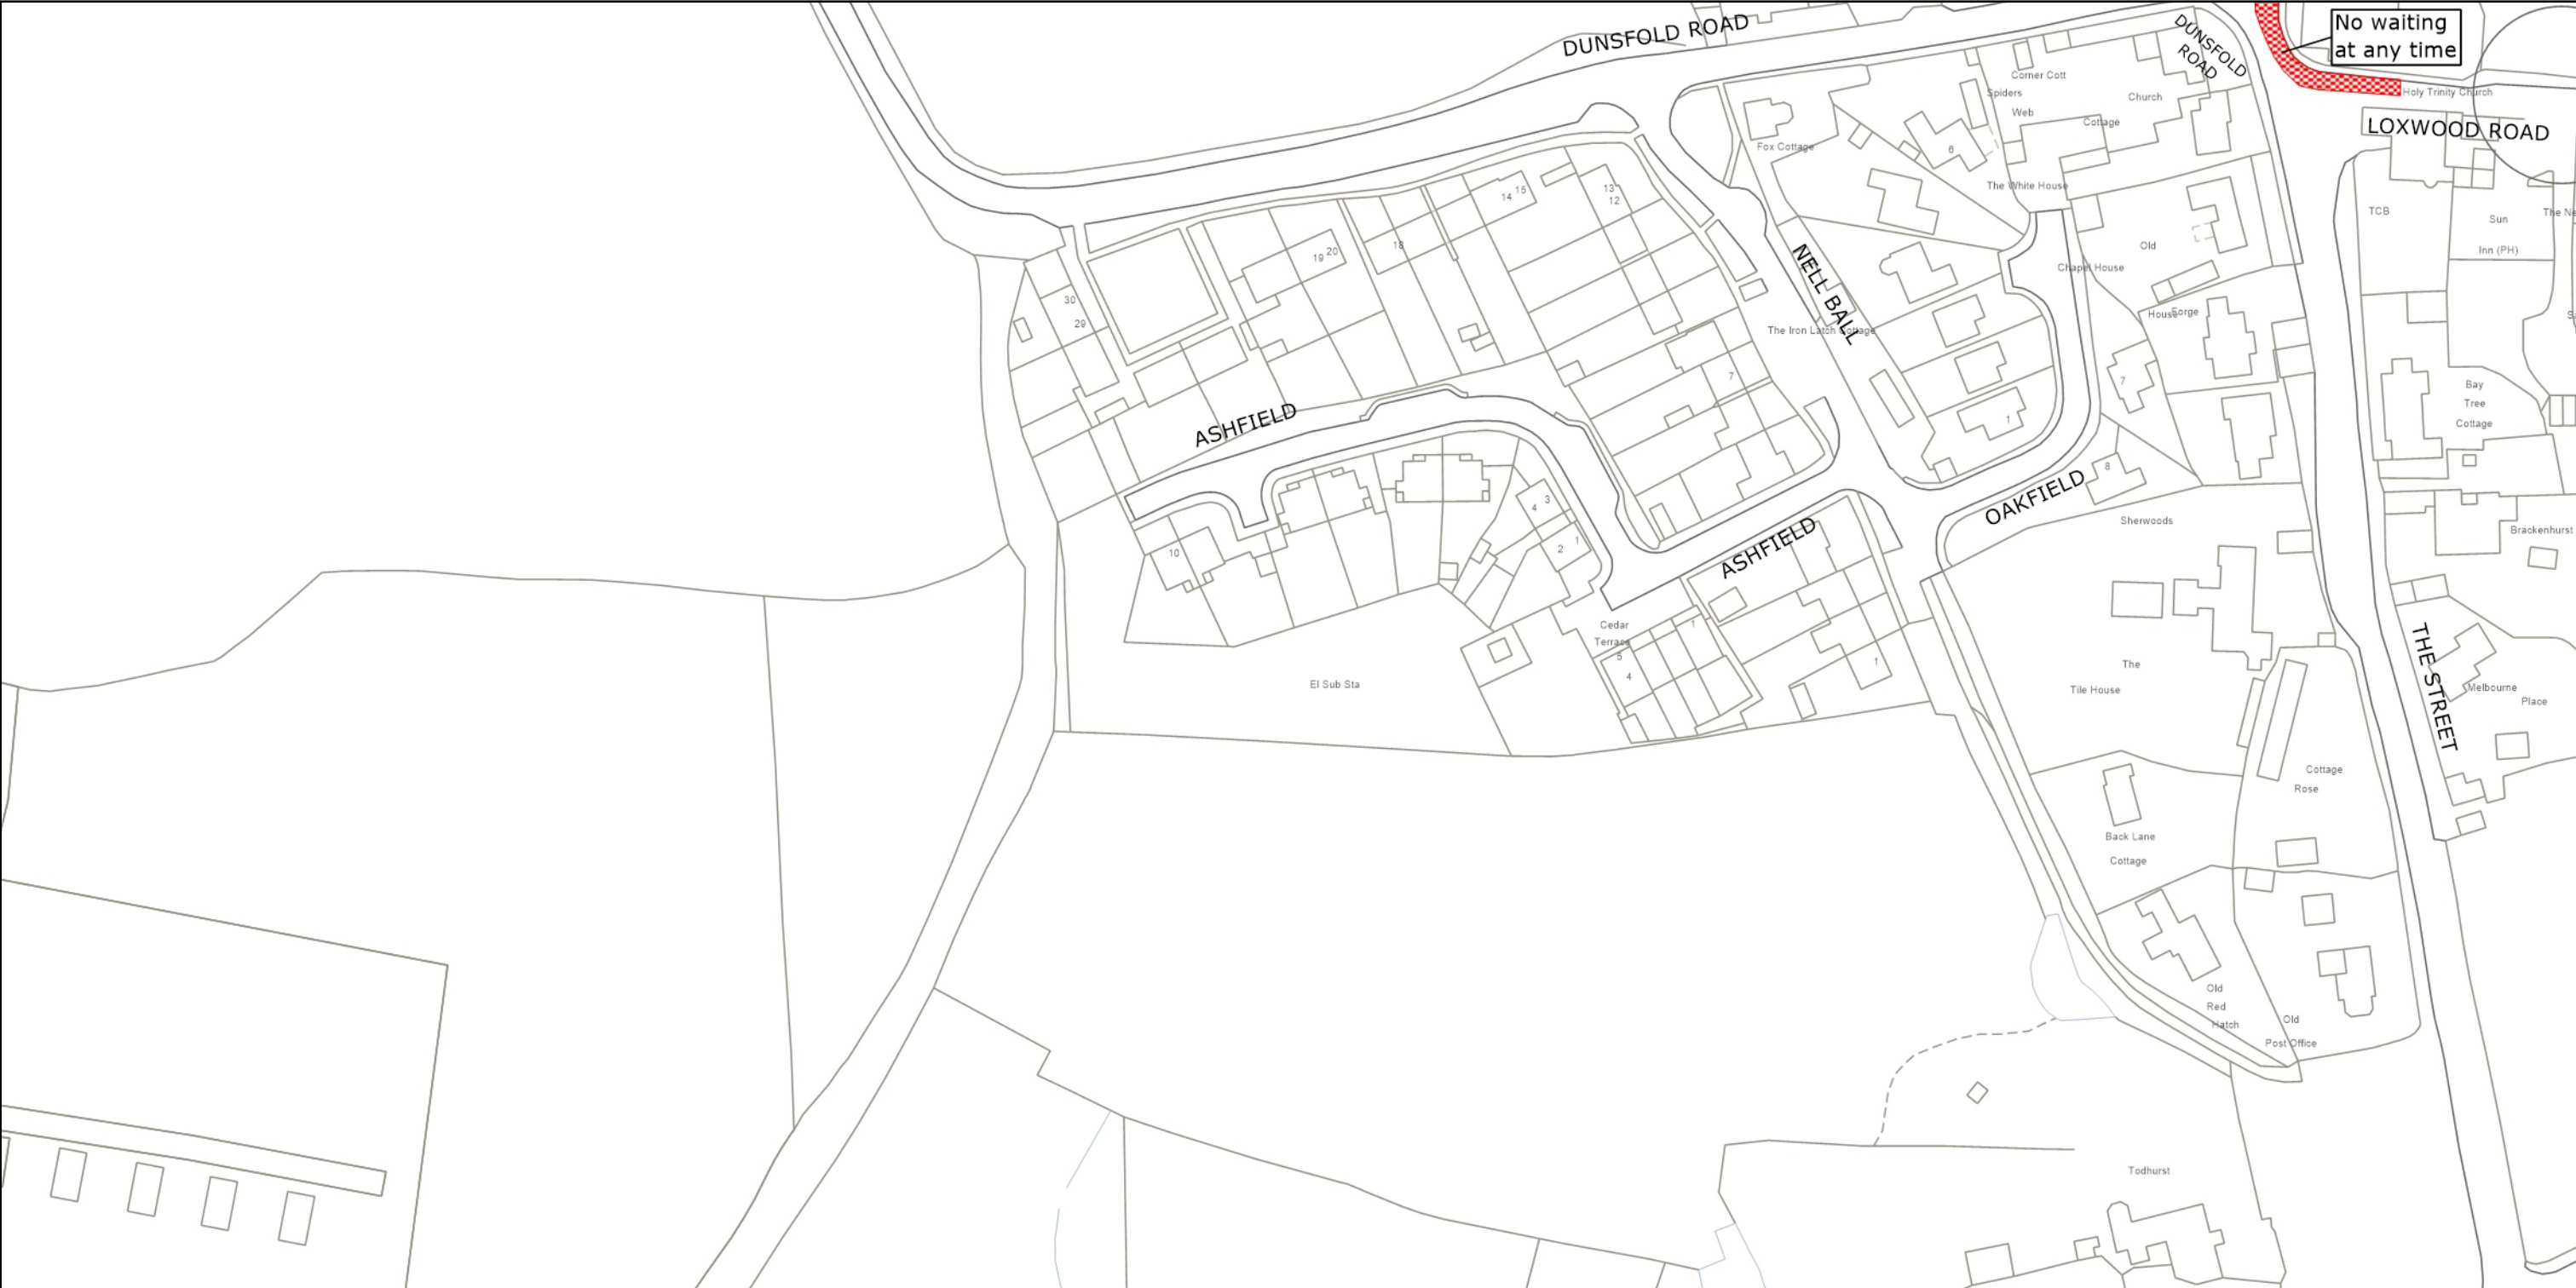 DUNSFOLD ROAD
DUNSFOLD
ROAD
No waiting
at any time
Holy Trinity Church
LOXWOOD ROAD
Corner Cott
Spiders
Web
Church
Cottage
Fox Cottage
6
The White House
13
12
14 15
TCB
Sun
Inn (PH)
18
19 20
Old
Chapel House
30
29
NELL BALL
The Iron Latch Cottage
House
Forge
7
7
Bay
Tree
Cottage
ASHFIELD
1
8
OAKFIELD
Sherwoods
3
4
1
2
10
ASHFIELD
Brackenhurst
Cedar
Terrace
5
4
1
1
El Sub Sta
The
Tile House
THE STREET
Melbourne
Place
Cottage
Rose
Back Lane
Cottage
Old
Red
Hatch
Old
Post Office
Todhurst